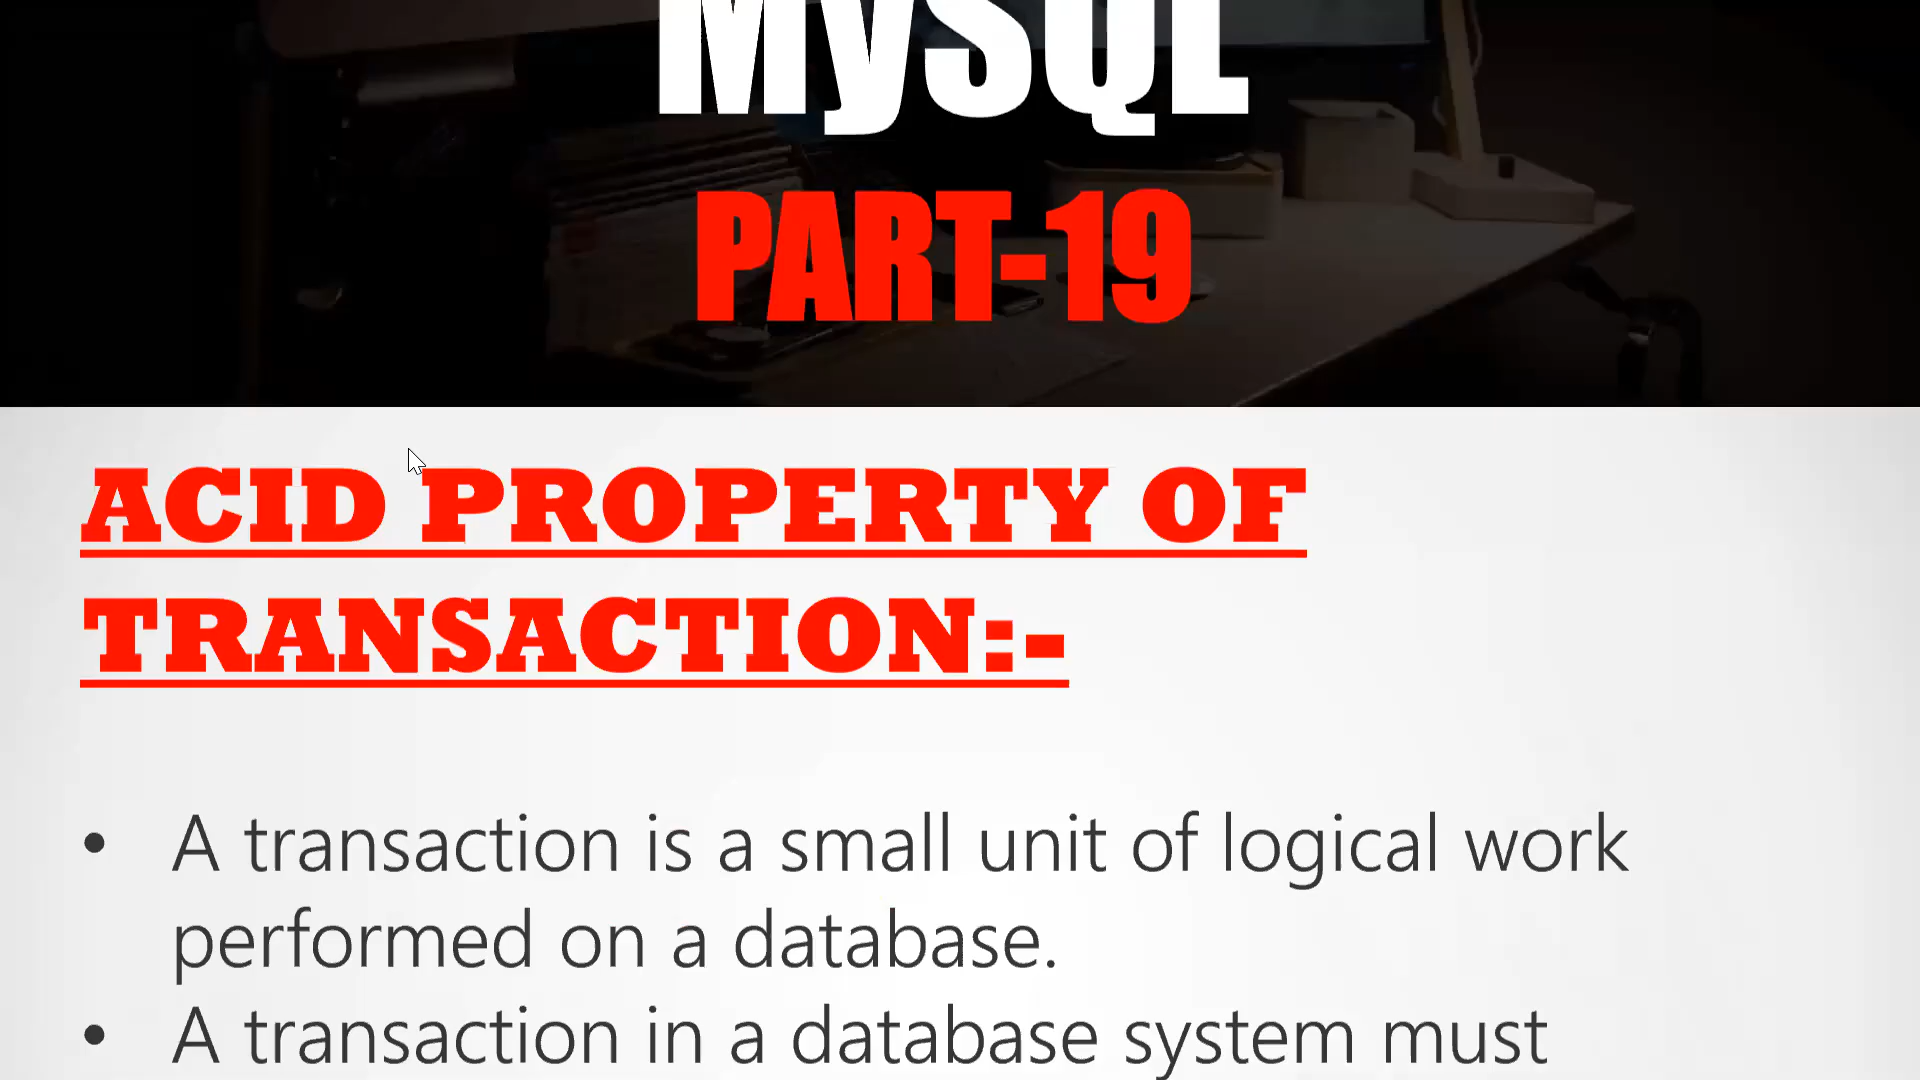 MySQL
PART-19
ACID PROPERTY OF
TRANSACTION:-
• A transaction is a small unit of logical work
performed on a database.
• A transaction in a database system must